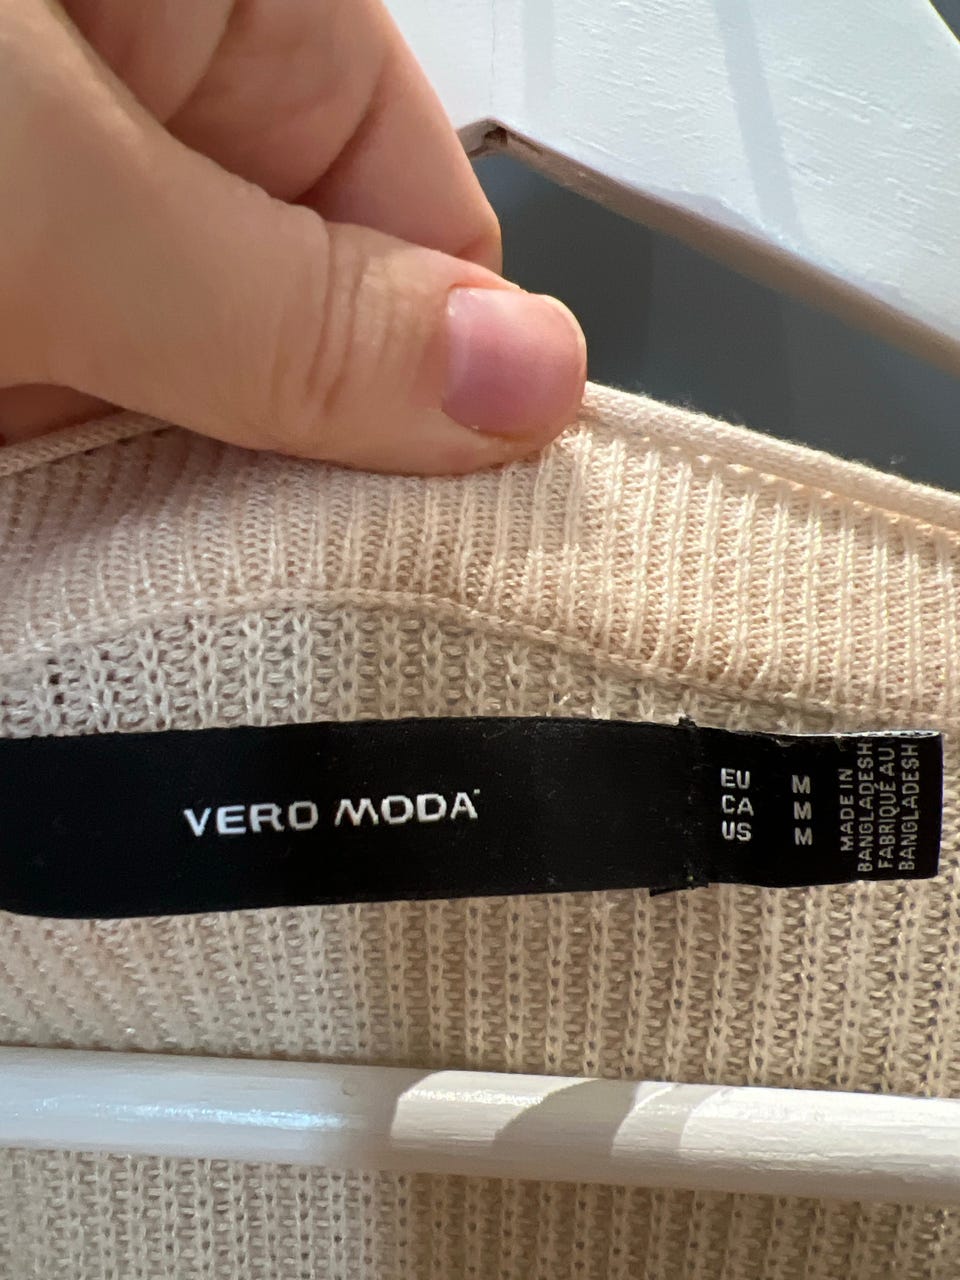 VERO MODA
EU M
CA M
US M
MADE IN
BANGLADESH
FABRIQUÉ AU
BANGLADESH